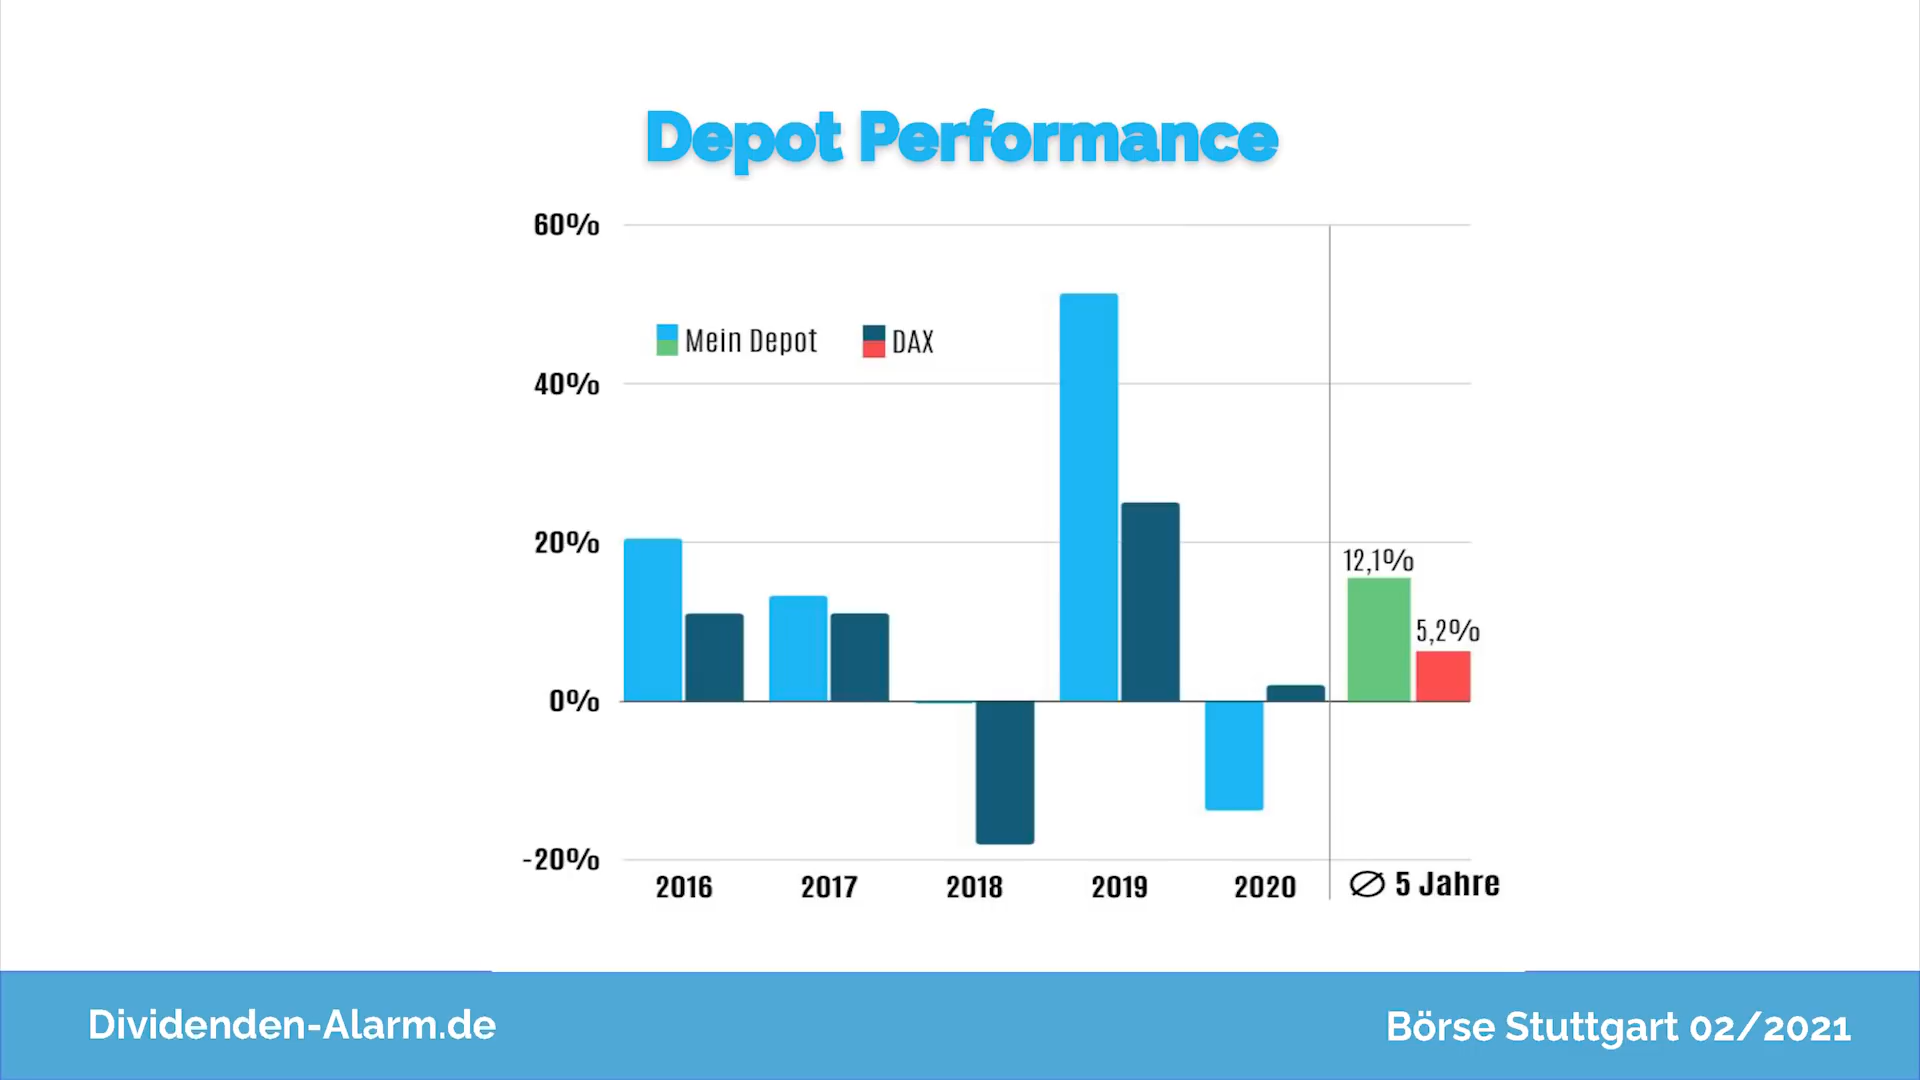 Depot Performance
60%
Mein Depot
DAX
40%
20%
12,1%
5,2%
0%
-20%
2016
2017
2018
2019
2020
∅ 5 Jahre
Dividenden-Alarm.de
Börse Stuttgart 02/2021